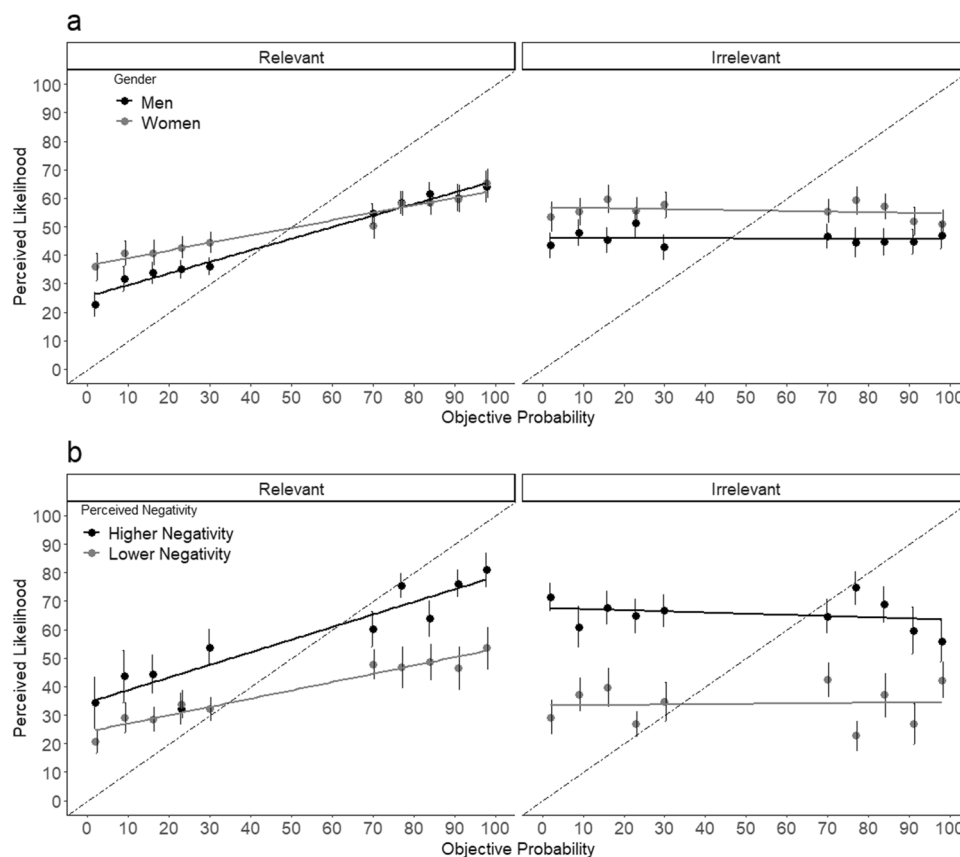 a
Relevant
Irrelevant
Gender
Men
Women
100
90
80
70
60
50
40
30
20
10
0
Perceived Likelihood
0 10 20 30 40 50 60 70 80 90 100
0 10 20 30 40 50 60 70 80 90 100
Objective Probability
b
Relevant
Irrelevant
Perceived Negativity
Higher Negativity
Lower Negativity
100
90
80
70
60
50
40
30
20
10
0
Perceived Likelihood
0 10 20 30 40 50 60 70 80 90 100
0 10 20 30 40 50 60 70 80 90 100
Objective Probability